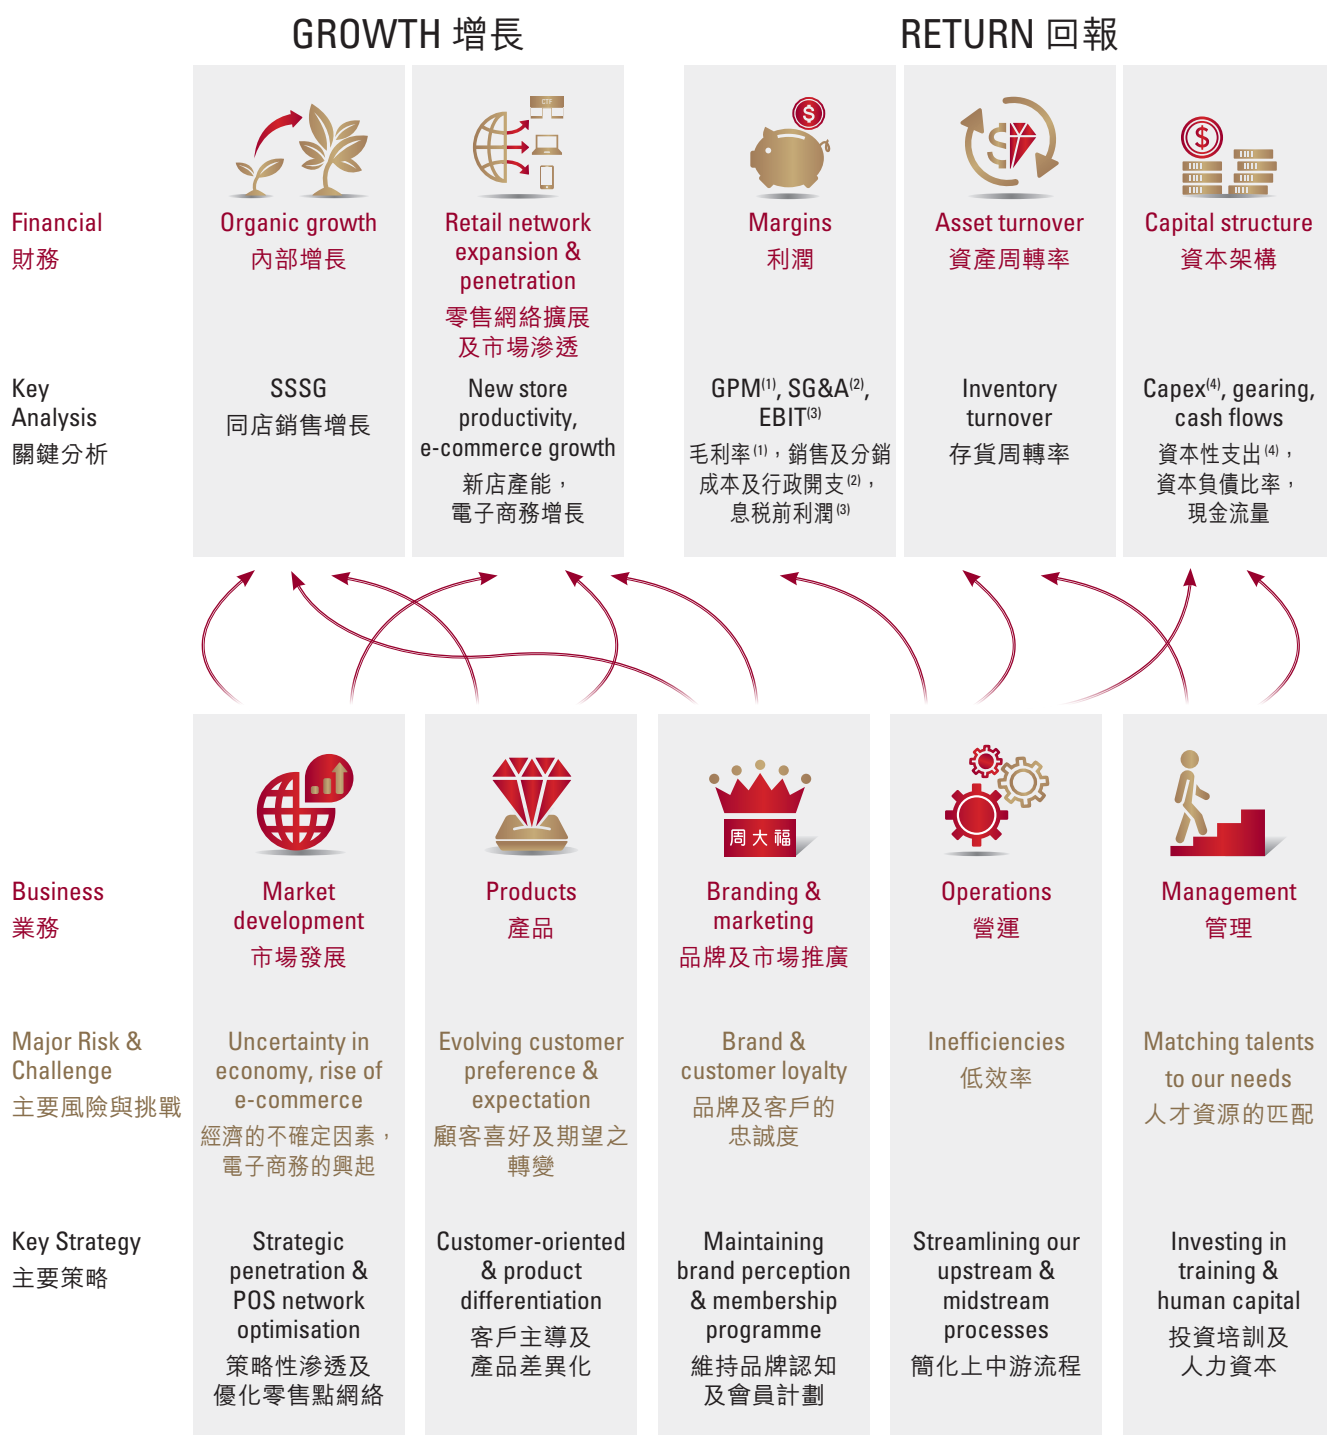 GROWTH 增長
RETURN 回報
CTF
Financial
財務
Organic growth
內部增長
Retail network
expansion &
penetration
零售網絡擴展
及市場滲透
Margins
利潤
Asset turnover
資產周轉率
Capital structure
資本架構
Key
Analysis
關鍵分析
SSSG
同店銷售增長
New store
productivity,
e-commerce growth
新店產能，
電子商務增長
GPM(1), SG&A(2),
EBIT(3)
毛利率(1)，銷售及分銷
成本及行政開支(2)，
息税前利潤(3)
Inventory
turnover
存貨周轉率
Capex(4), gearing,
cash flows
資本性支出(4)，
資本負債比率，
現金流量
周大福
Business
業務
Market
development
市場發展
Products
產品
Branding &
marketing
品牌及市場推廣
Operations
營運
Management
管理
Major Risk &
Challenge
主要風險與挑戰
Uncertainty in
economy, rise of
e-commerce
經濟的不確定因素，
電子商務的興起
Evolving customer
preference &
expectation
顧客喜好及期望之
轉變
Brand &
customer loyalty
品牌及客戶的
忠誠度
Inefficiencies
低效率
Matching talents
to our needs
人才資源的匹配
Key Strategy
主要策略
Strategic
penetration &
POS network
optimisation
策略性滲透及
優化零售點網絡
Customer-oriented
& product
differentiation
客戶主導及
產品差異化
Maintaining
brand perception
& membership
programme
維持品牌認知
及會員計劃
Streamlining our
upstream &
midstream
processes
簡化上中游流程
Investing in
training &
human capital
投資培訓及
人力資本